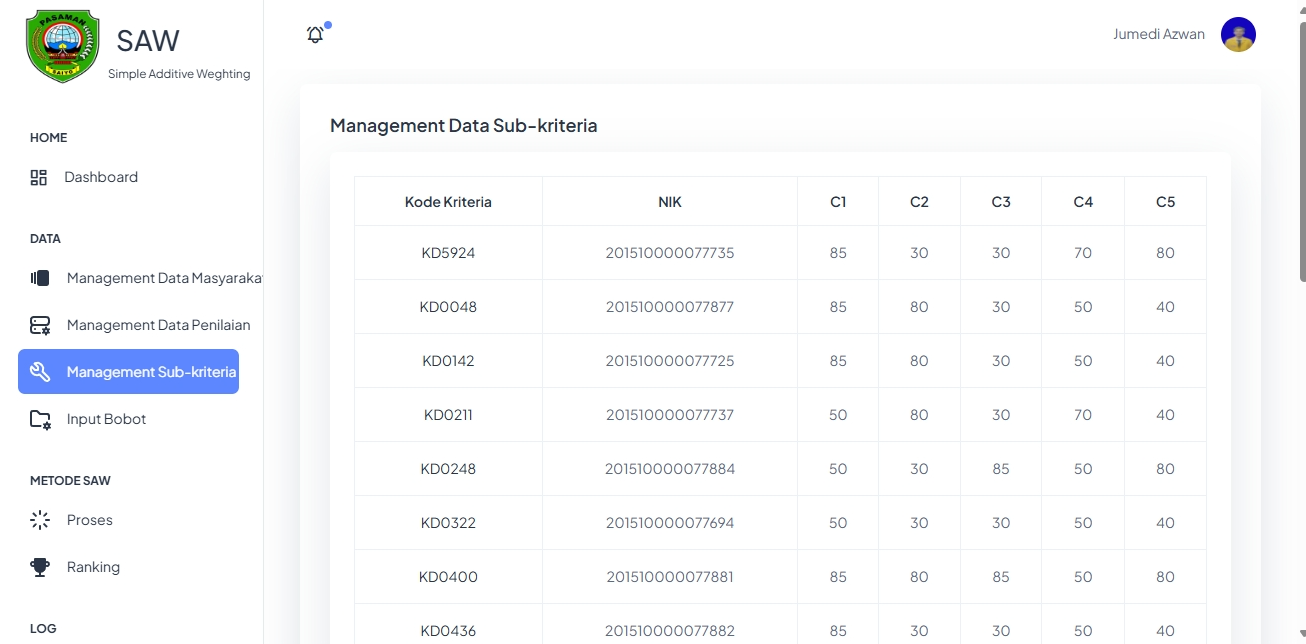 PASAMAN
SAIYO
SAW
Simple Additive Weghting
Jumedi Azwan
HOME
Dashboard
DATA
Management Data Masyaraka
Management Data Penilaian
Management Sub-kriteria
Input Bobot
METODE SAW
Proses
Ranking
LOG
Management Data Sub-kriteria
Kode Kriteria NIK C1 C2 C3 C4 C5
KD5924 201510000077735 85 30 30 70 80
KD0048 201510000077877 85 80 30 50 40
KD0142 201510000077725 85 80 30 50 40
KD0211 201510000077737 50 80 30 70 40
KD0248 201510000077884 50 30 85 50 80
KD0322 201510000077694 50 30 30 50 40
KD0400 201510000077881 85 80 85 50 80
KD0436 201510000077882 85 30 30 50 40